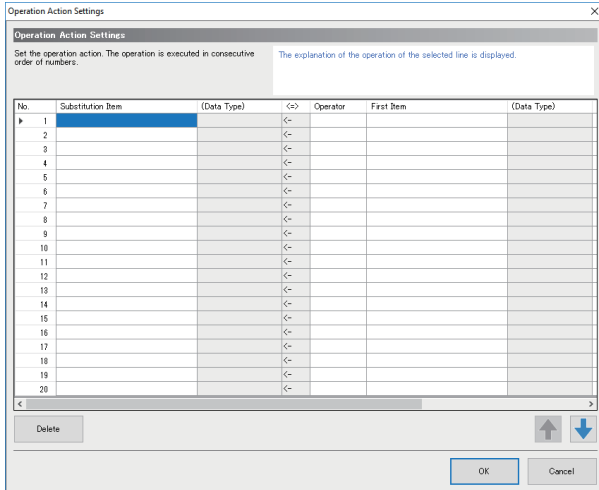 Operation Action Settings
Operation Action Settings
Set the operation action. The operation is executed in consecutive
order of numbers.
The explanation of the operation of the selected line is displayed.
No. Substitution Item (Data Type) <=> Operator First Item (Data Type)
1 <-
2 <-
3 <-
4 <-
5 <-
6 <-
7 <-
8 <-
9 <-
10 <-
11 <-
12 <-
13 <-
14 <-
15 <-
16 <-
17 <-
18 <-
19 <-
20 <-
Delete
OK Cancel